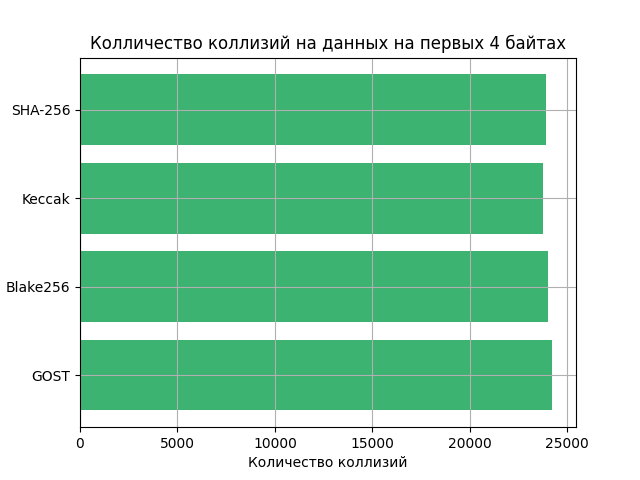 Колличество коллизий на данных на первых 4 байтах
SHA-256
Keccak
Blake256
GOST
0 5000 10000 15000 20000 25000
Количество коллизий